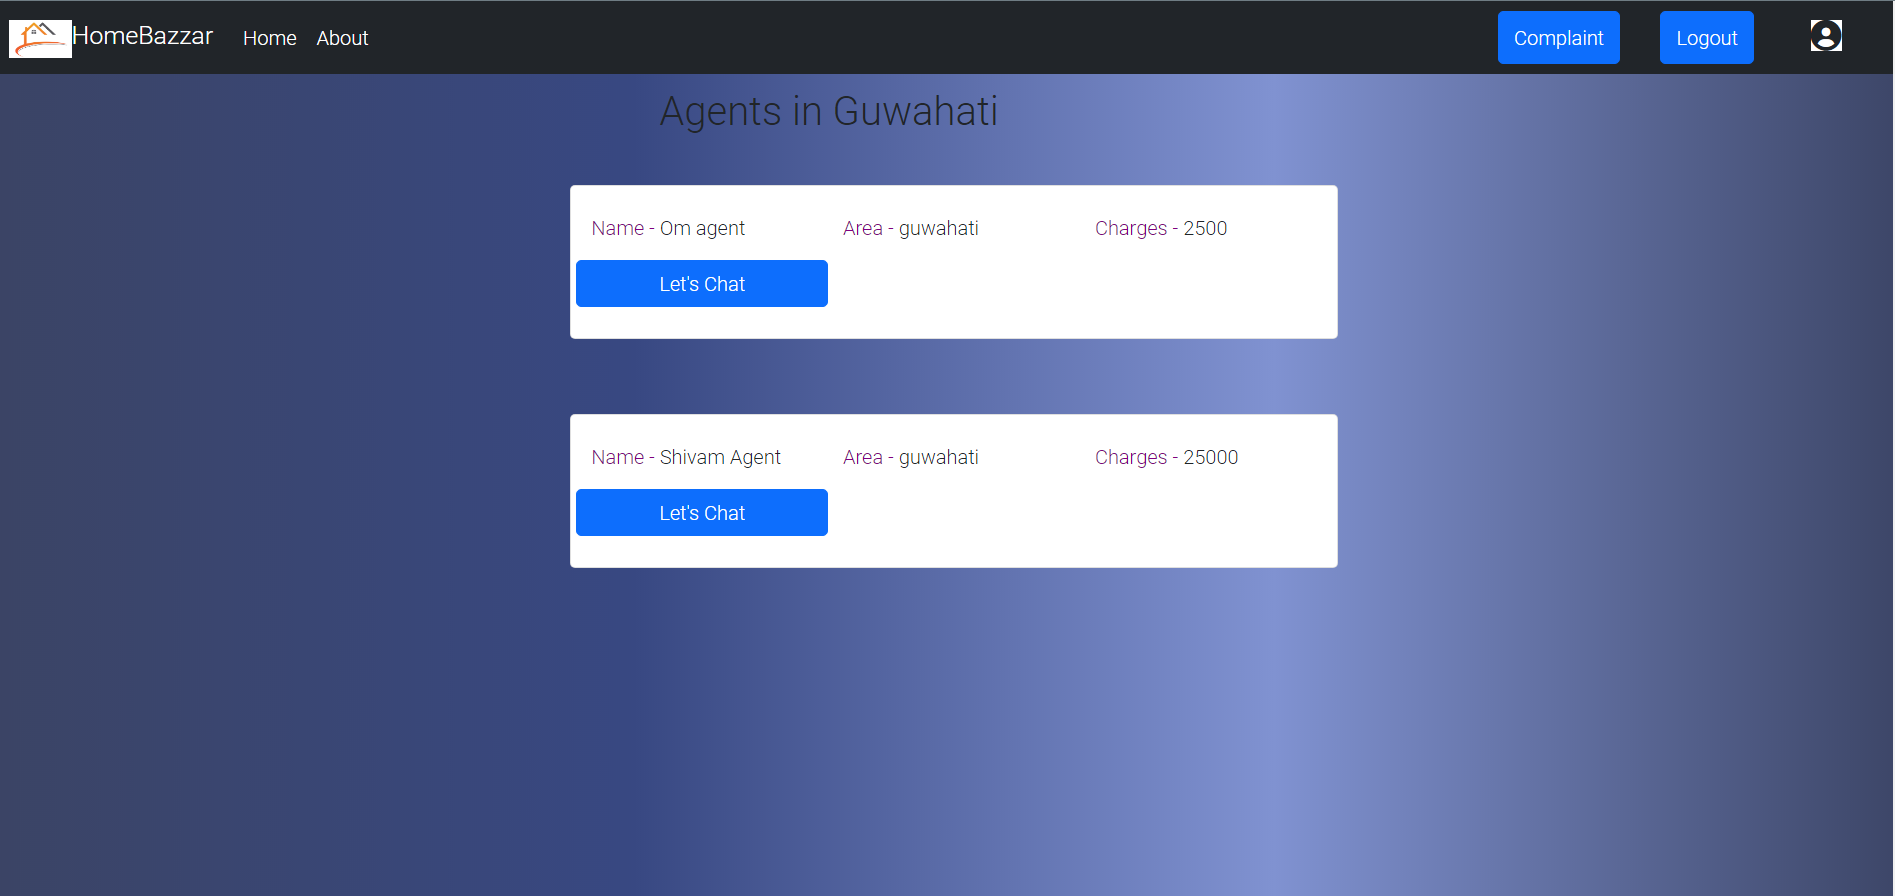 HomeBazzar Home About Complaint Logout
Agents in Guwahati
Name - Om agent Area - guwahati Charges - 2500
Let's Chat
Name - Shivam Agent Area - guwahati Charges - 25000
Let's Chat